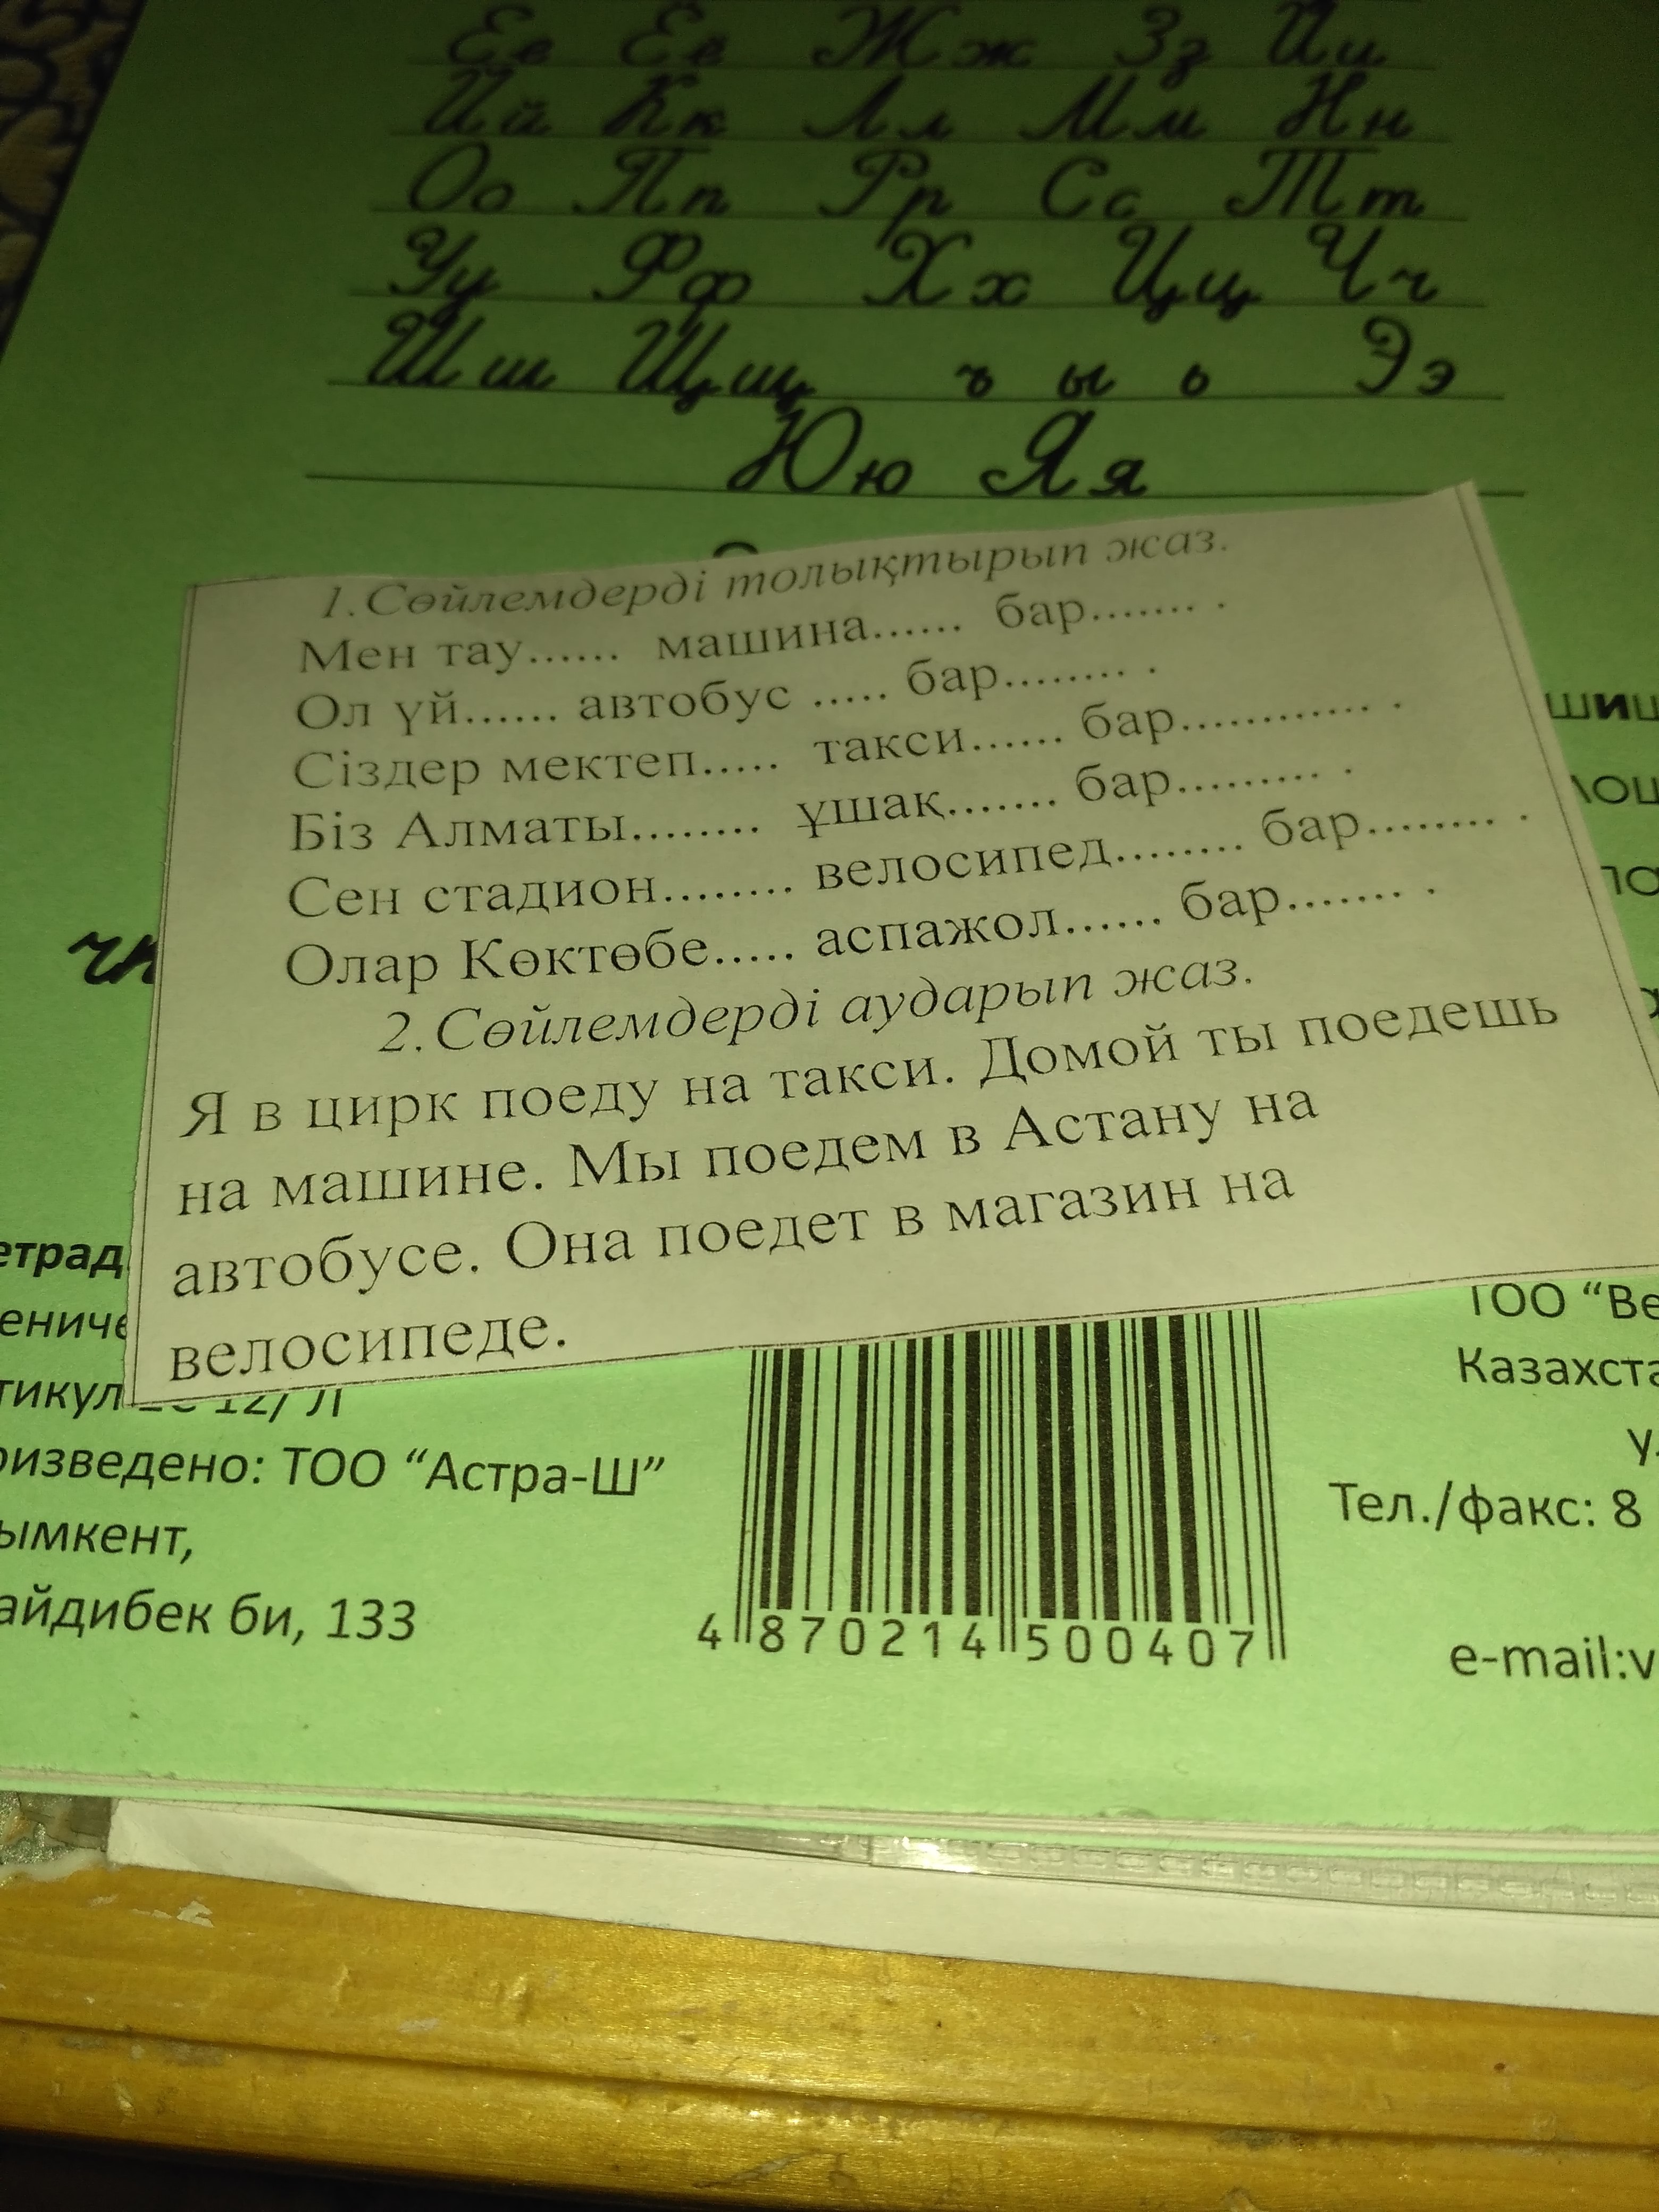 Ее Ёё Жж Зз Ии
Йй Кк Лл Мм Нн
Оо Пп Рр Сс Тт
Уу Фф Хх Цц Чч
Шш Щщ ъ ы ь Ээ
Юю Яя
1.Сөйлемдерді толықтырып жаз.
Мен тау...... машина...... бар....... .
Ол үй...... автобус ..... бар........ .
Сіздер мектеп..... такси...... бар............ .
Біз Алматы........ ұшақ....... бар......... .
Сен стадион........ велосипед........ бар........ .
Олар Көктөбе..... аспажол...... бар....... .
2.Сөйлемдерді аударып жаз.
Я в цирк поеду на такси. Домой ты поедешь
на машине. Мы поедем в Астану на
автобусе. Она поедет в магазин на
велосипеде.
етрад
ениче
тикул 12/ Л
оизведено: ТОО “Астра-Ш”
ымкент,
айдибек би, 133
4 870214 500407
ТОО “Ве
Казахста
у
Тел./факс: 8
e-mail:v